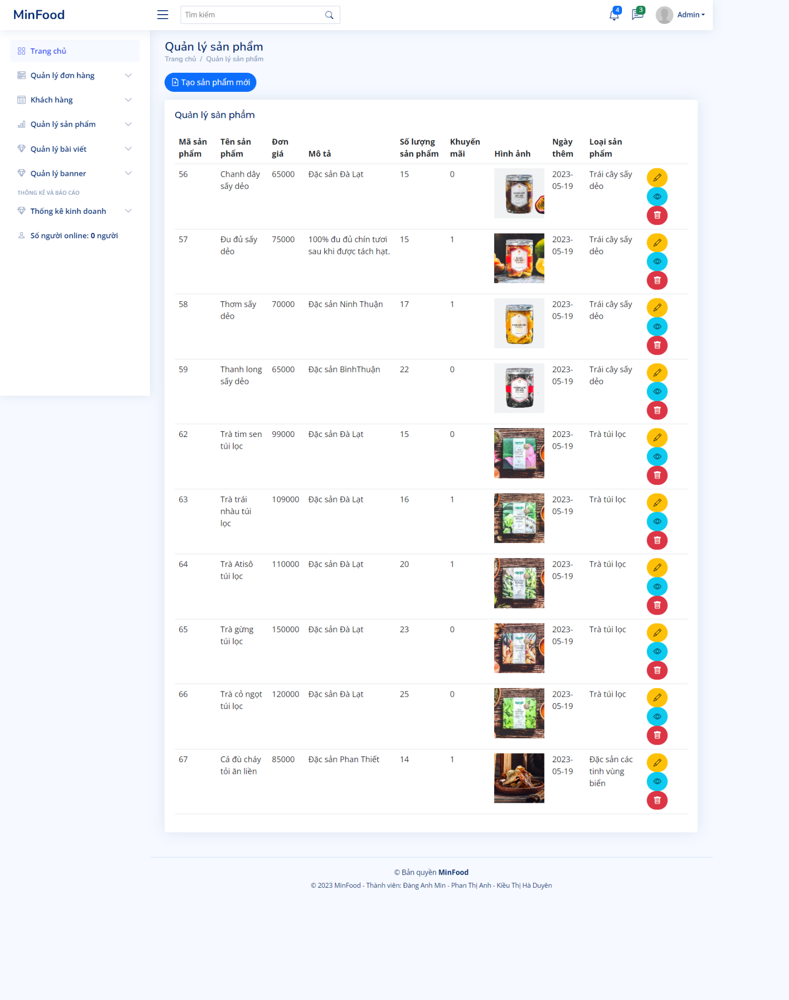 MinFood
Tìm kiếm
4
3
Admin
Trang chủ
Quản lý đơn hàng
Khách hàng
Quản lý sản phẩm
Quản lý bài viết
Quản lý banner
THỐNG KÊ VÀ BÁO CÁO
Thống kê kinh doanh
Số người online: 0 người
Quản lý sản phẩm
Trang chủ / Quản lý sản phẩm
Tạo sản phẩm mới
Quản lý sản phẩm
Mã sản phẩm Tên sản phẩm Đơn giá Mô tả Số lượng sản phẩm Khuyến mãi Hình ảnh Ngày thêm Loại sản phẩm
56 Chanh dây 65000 Đặc sản Đà Lạt 15 0 2023- Trái cây sấy
sấy dẻo 05-19 dẻo
57 Đu đủ sấy 75000 100% đu đủ chín tươi 15 1 2023- Trái cây sấy
dẻo sau khi được tách hạt. 05-19 dẻo
58 Thơm sấy 70000 Đặc sản Ninh Thuận 17 1 2023- Trái cây sấy
dẻo 05-19 dẻo
59 Thanh long 65000 Đặc sản BìnhThuận 22 0 2023- Trái cây sấy
sấy dẻo 05-19 dẻo
62 Trà tim sen 99000 Đặc sản Đà Lạt 15 0 2023- Trà túi lọc
túi lọc 05-19
63 Trà trái 109000 Đặc sản Đà Lạt 16 1 2023- Trà túi lọc
nhàu túi 05-19
lọc
64 Trà Atisô 110000 Đặc sản Đà Lạt 20 1 2023- Trà túi lọc
túi lọc 05-19
65 Trà gừng 150000 Đặc sản Đà Lạt 23 0 2023- Trà túi lọc
túi lọc 05-19
66 Trà cỏ ngọt 120000 Đặc sản Đà Lạt 25 0 2023- Trà túi lọc
túi lọc 05-19
67 Cá đù cháy 85000 Đặc sản Phan Thiết 14 1 2023- Đặc sản các
tỏi ăn liền 05-19 tinh vùng
biển
© Bản quyền MinFood
© 2023 MinFood - Thành viên: Đàng Anh Min - Phan Thị Anh - Kiều Thị Hà Duyên